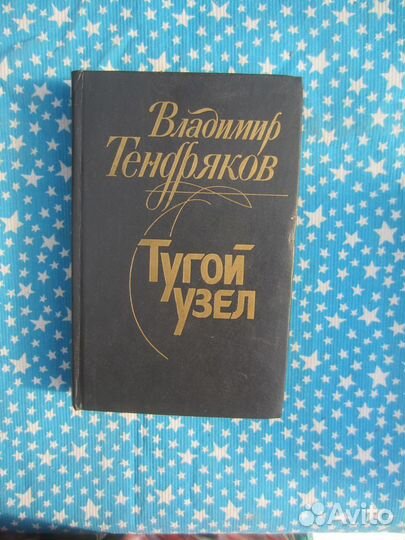 Владимир
Тендряков
Тугой
узел
Avito